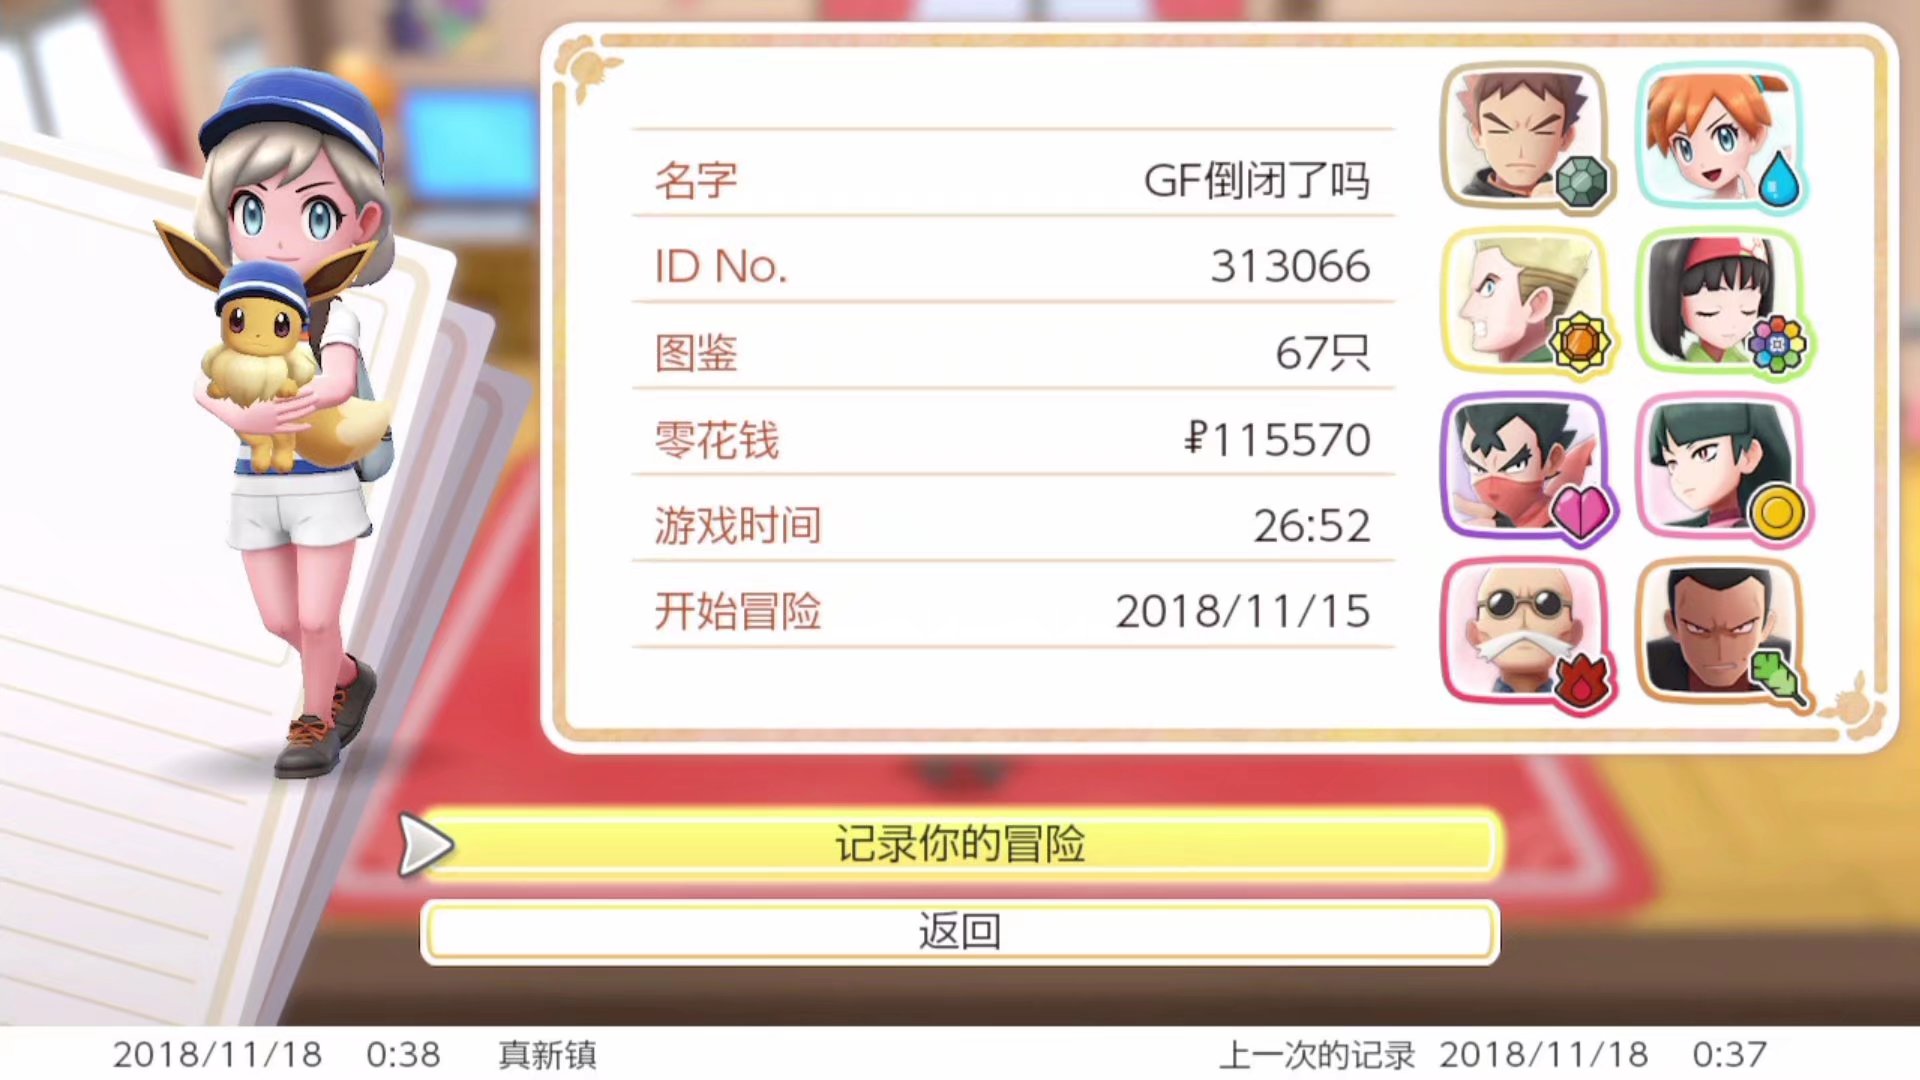 名字 GF倒闭了吗
ID No. 313066
图鉴 67只
零花钱 ₽115570
游戏时间 26:52
开始冒险 2018/11/15
记录你的冒险
返回
2018/11/18 0:38 真新镇 上一次的记录 2018/11/18 0:37